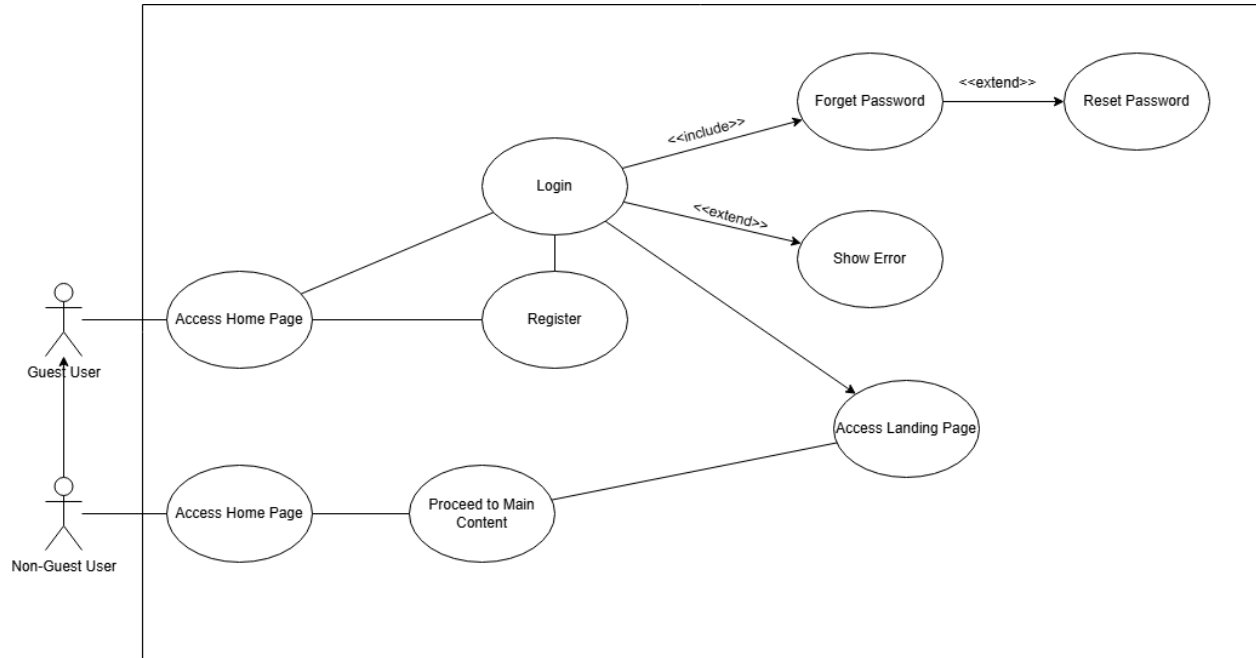 Forget Password
<<extend>>
Reset Password
<<include>>
Login
<<extend>>
Show Error
Access Home Page
Register
Guest User
Access Landing Page
Access Home Page
Proceed to Main
Content
Non-Guest User